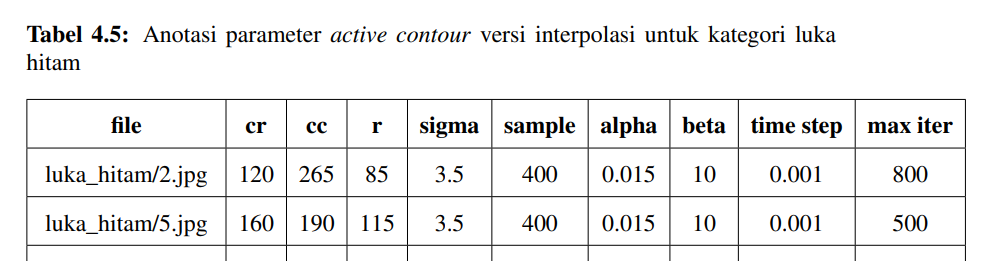 Tabel 4.5: Anotasi parameter active contour versi interpolasi untuk kategori luka
hitam
file cr cc r sigma sample alpha beta time step max iter
luka_hitam/2.jpg 120 265 85 3.5 400 0.015 10 0.001 800
luka_hitam/5.jpg 160 190 115 3.5 400 0.015 10 0.001 500